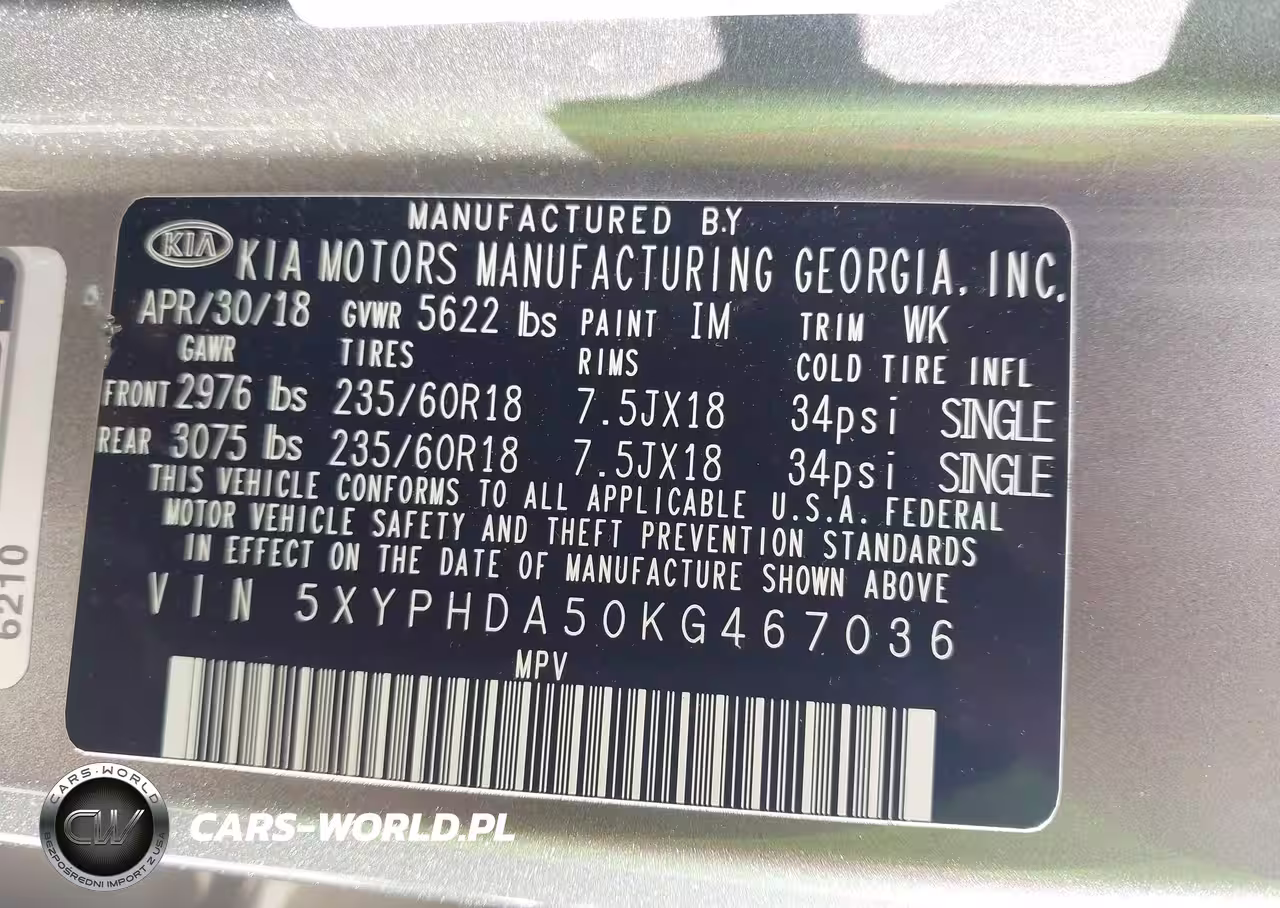 MANUFACTURED BY
KIA KIA MOTORS MANUFACTURING GEORGIA, INC.
APR/30/18 GVWR 5622 lbs PAINT IM TRIM WK
GAWR TIRES RIMS COLD TIRE INFL
FRONT 2976 lbs 235/60R18 7.5JX18 34psi SINGLE
REAR 3075 lbs 235/60R18 7.5JX18 34psi SINGLE
THIS VEHICLE CONFORMS TO ALL APPLICABLE U.S.A. FEDERAL
MOTOR VEHICLE SAFETY AND THEFT PREVENTION STANDARDS
IN EFFECT ON THE DATE OF MANUFACTURE SHOWN ABOVE
VIN 5XYPHDA50KG467036
MPV
6210
CARS-WORLD
CW
BEZPOŚREDNI IMPORT Z USA
CARS-WORLD.PL